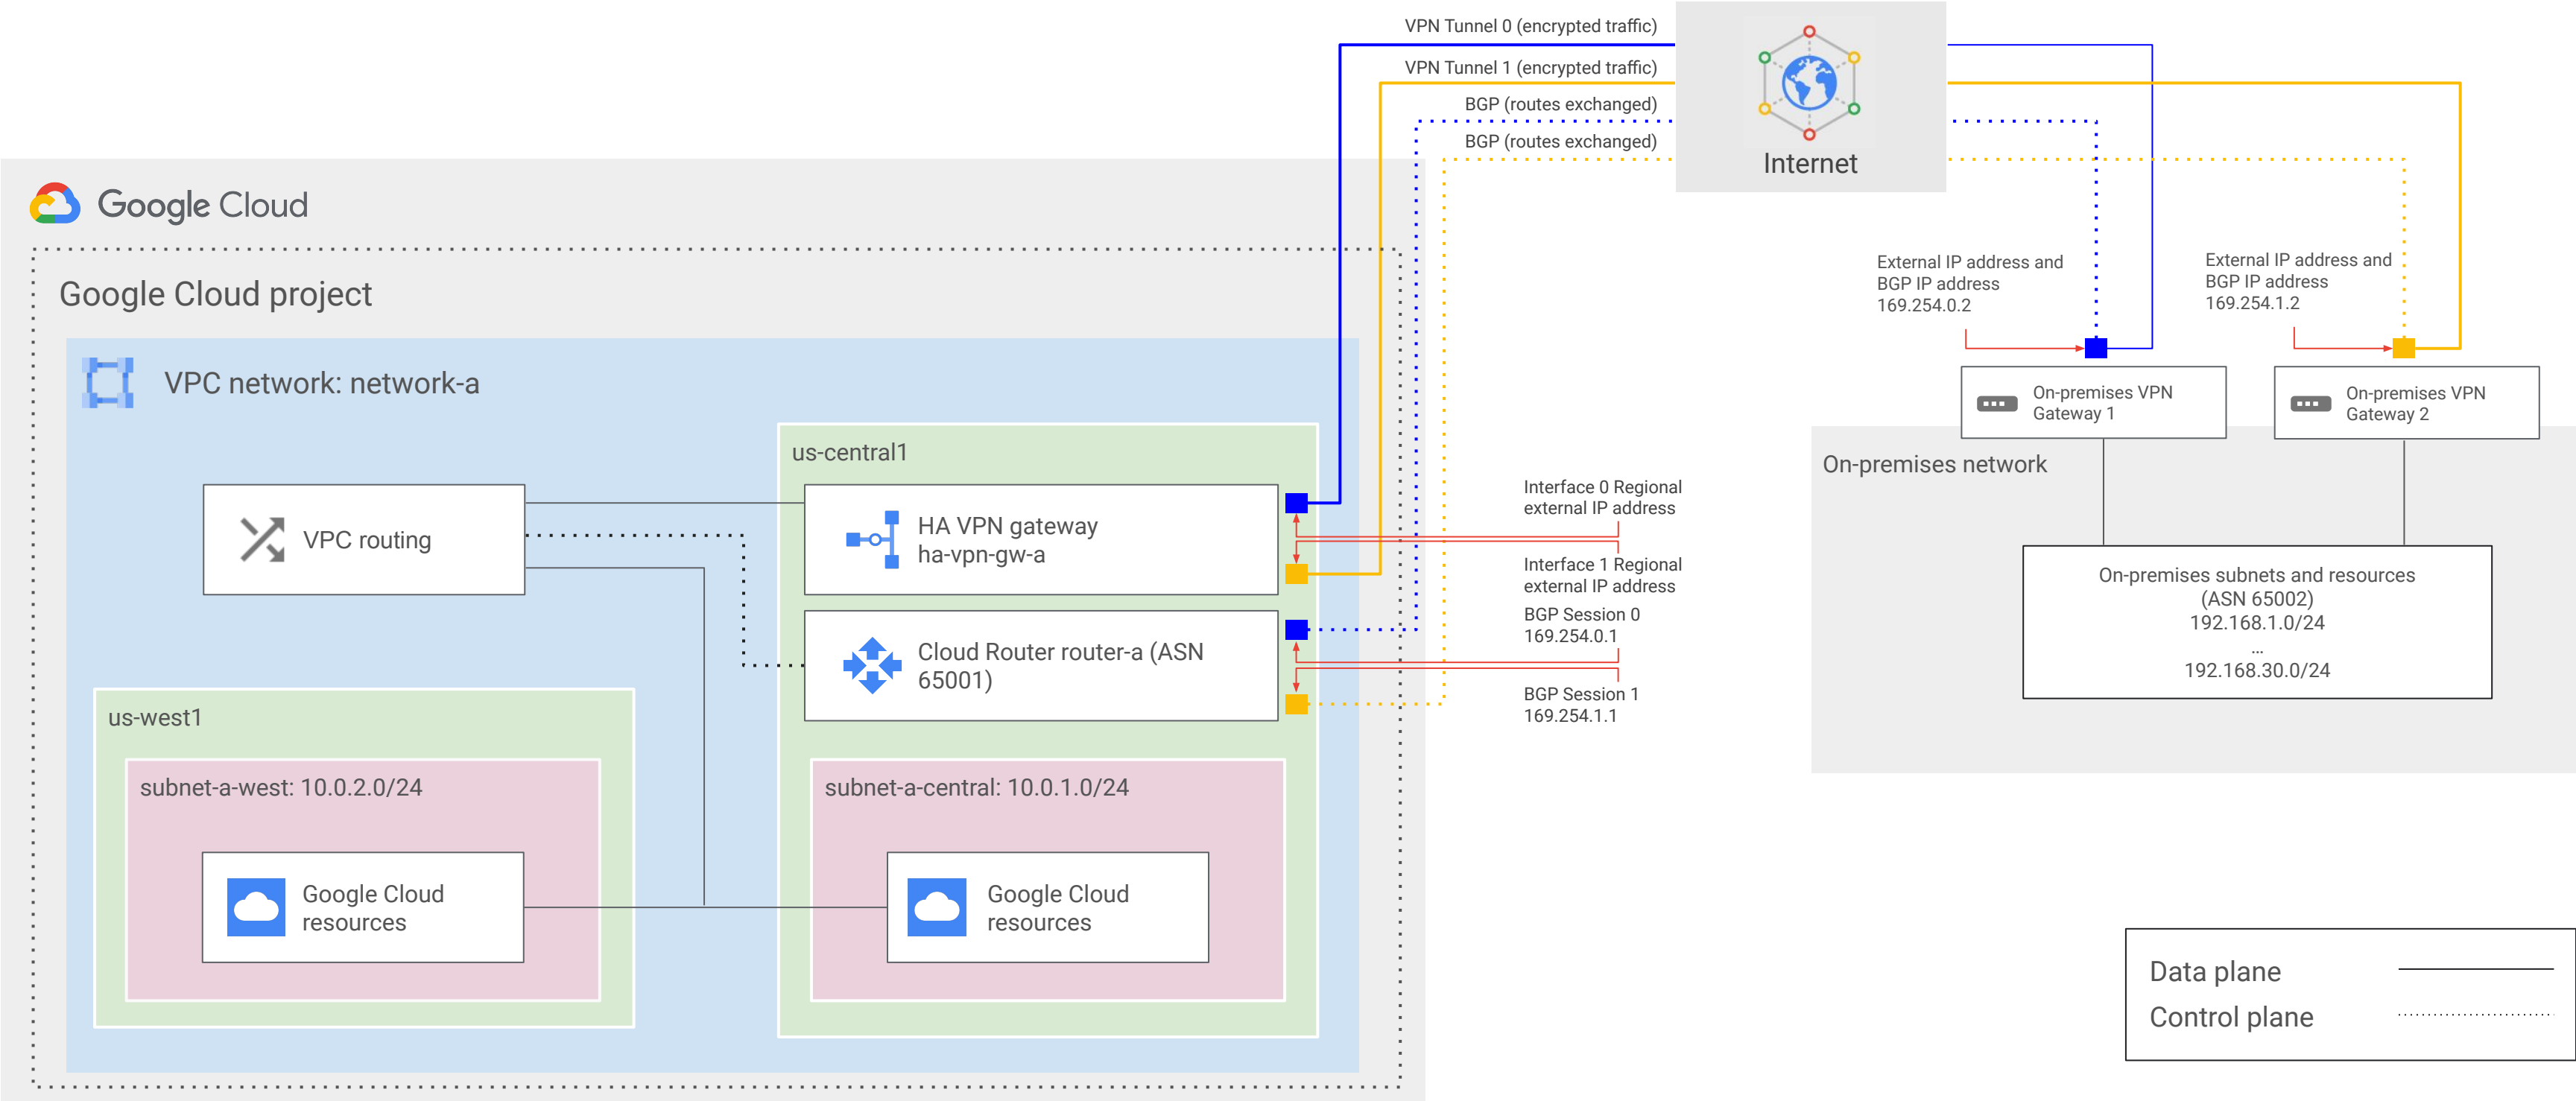 VPN Tunnel 0 (encrypted traffic)
VPN Tunnel 1 (encrypted traffic)
BGP (routes exchanged)
BGP (routes exchanged)
Internet
Google Cloud
Google Cloud project
VPC network: network-a
us-central1
VPC routing
HA VPN gateway
ha-vpn-gw-a
Cloud Router router-a (ASN
65001)
us-west1
subnet-a-west: 10.0.2.0/24
Google Cloud
resources
subnet-a-central: 10.0.1.0/24
Google Cloud
resources
Interface 0 Regional
external IP address
Interface 1 Regional
external IP address
BGP Session 0
169.254.0.1
BGP Session 1
169.254.1.1
External IP address and
BGP IP address
169.254.0.2
External IP address and
BGP IP address
169.254.1.2
On-premises VPN
Gateway 1
On-premises VPN
Gateway 2
On-premises network
On-premises subnets and resources
(ASN 65002)
192.168.1.0/24
...
192.168.30.0/24
Data plane
Control plane